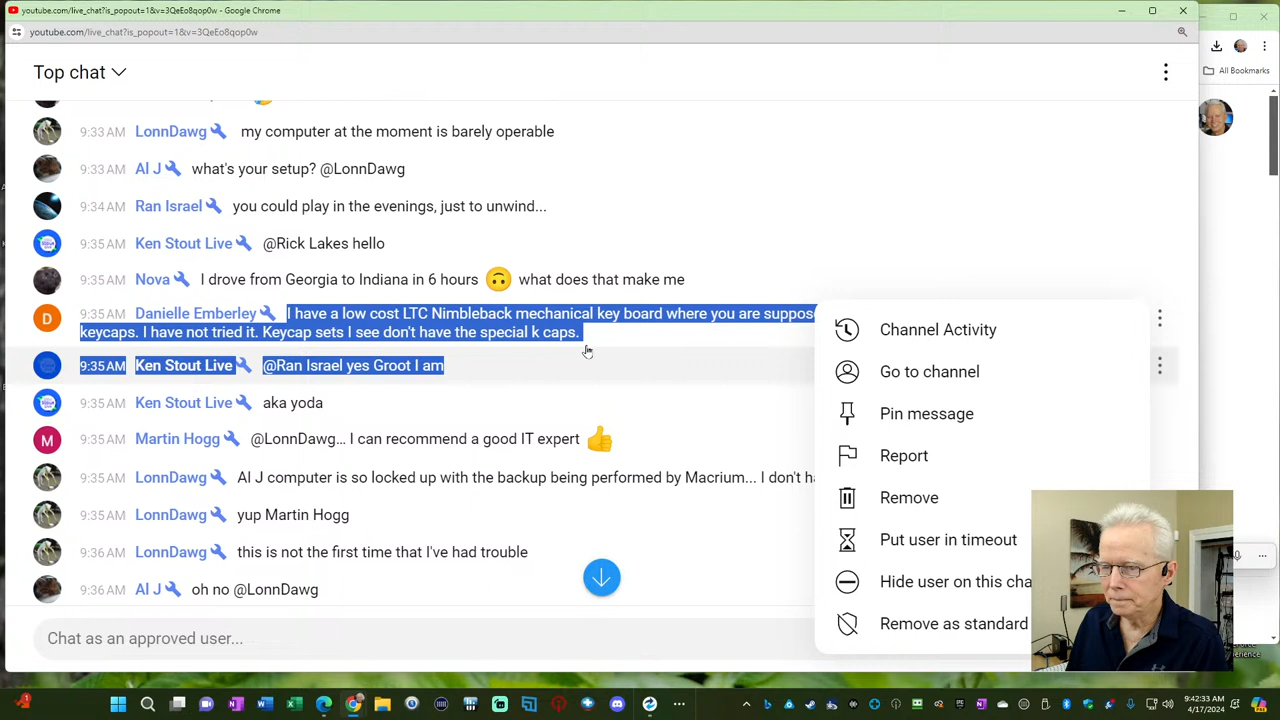 youtube.com/live_chat?is_popout=1&v=3QeEo8qop0w - Google Chrome
youtube.com/live_chat?is_popout=1&v=3QeEo8qop0w
All Bookmarks
Top chat
9:33 AM LonnDawg my computer at the moment is barely operable
9:33 AM Al J what's your setup? @LonnDawg
9:34 AM Ran Israel you could play in the evenings, just to unwind...
9:35 AM Ken Stout Live @Rick Lakes hello
9:35 AM Nova I drove from Georgia to Indiana in 6 hours 🙃 what does that make me
D 9:35 AM Danielle Emberley I have a low cost LTC Nimbleback mechanical key board where you are suppose
keycaps. I have not tried it. Keycap sets I see don't have the special k caps.
9:35 AM Ken Stout Live @Ran Israel yes Groot I am
9:35 AM Ken Stout Live aka yoda
M 9:35 AM Martin Hogg @LonnDawg... I can recommend a good IT expert 👍
9:35 AM LonnDawg Al J computer is so locked up with the backup being performed by Macrium... I don't ha
9:35 AM LonnDawg yup Martin Hogg
9:36 AM LonnDawg this is not the first time that I've had trouble
9:36 AM Al J oh no @LonnDawg
Chat as an approved user...
Channel Activity
Go to channel
Pin message
Report
Remove
Put user in timeout
Hide user on this cha
Remove as standard
erience
9:42:33 AM
4/17/2024